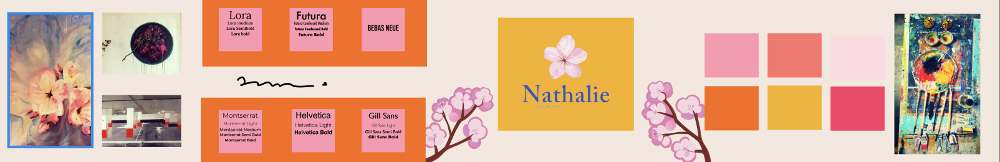 Lora
Lora medium
Lora Semibold
Lora bold
Futura
Futura Condensed Medium
Futura Condensed Bold
Futura Bold
BEBAS NEUE
Montserrat
Montserrat Light
Montserrat Medium
Montserrat Semi Bold
Montserrat Bold
Helvetica
Helvetica Light
Helvetica Bold
Gill Sans
Gill Sans Light
Gill Sans Semi Bold
Gill Sans Bold
Nathalie